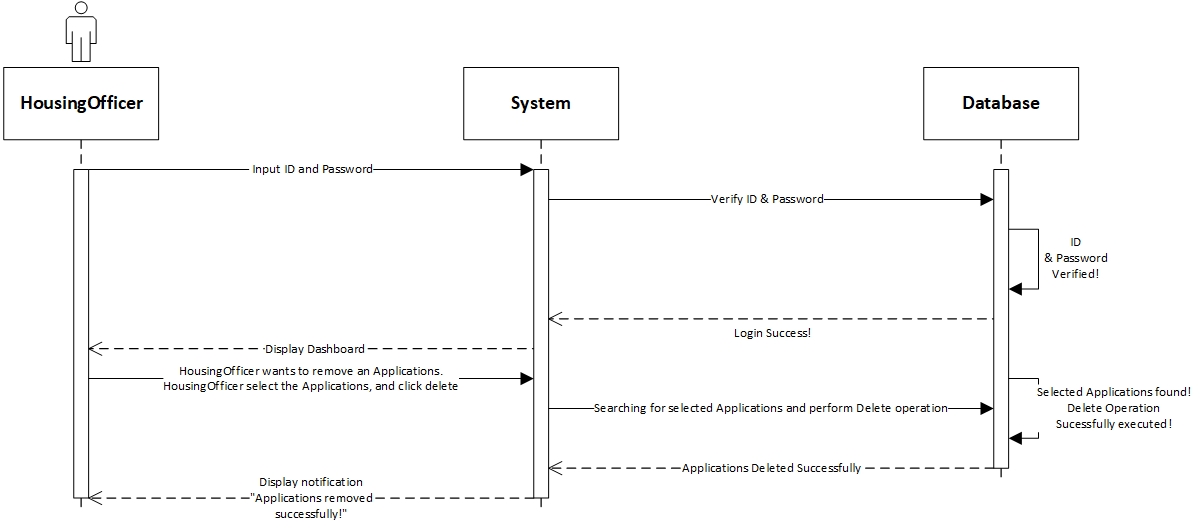 HousingOfficer
System
Database
Input ID and Password
Verify ID & Password
ID
& Password
Verified!
Login Success!
Display Dashboard
HousingOfficer wants to remove an Applications.
HousingOfficer select the Applications, and click delete
Selected Applications found!
Delete Operation
Sucessfully executed!
Searching for selected Applications and perform Delete operation
Applications Deleted Successfully
Display notification
"Applications removed
successfully!"